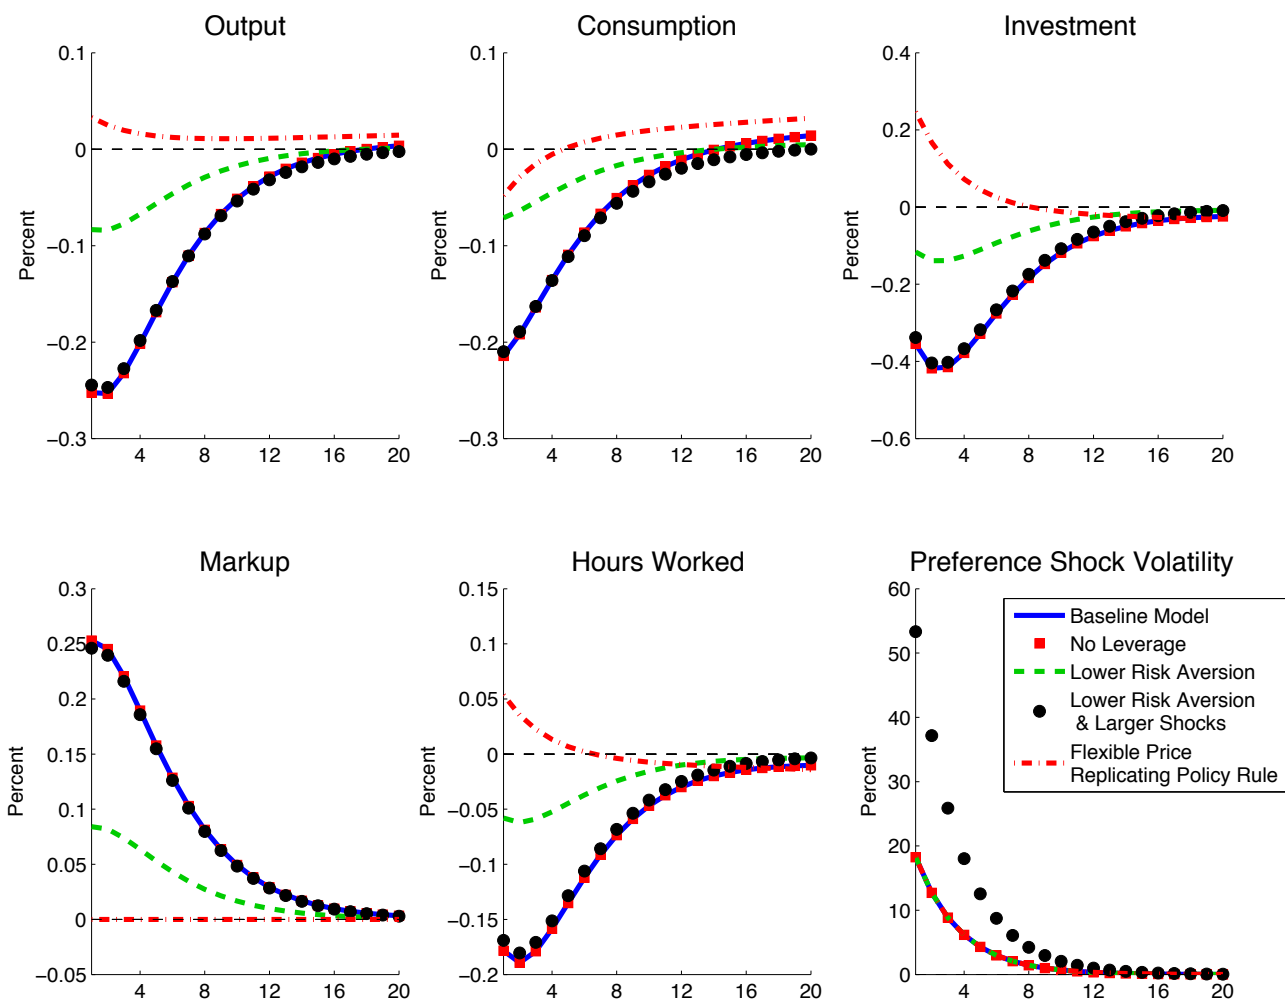 Output
Percent
0.1
0
−0.1
−0.2
−0.3
4 8 12 16 20
Consumption
0.1
0
−0.1
−0.2
−0.3
4 8 12 16 20
Investment
Percent
0.4
0.2
0
−0.2
−0.4
−0.6
4 8 12 16 20
Markup
Percent
0.3
0.25
0.2
0.15
0.1
0.05
0
−0.05
4 8 12 16 20
Hours Worked
Percent
0.15
0.1
0.05
0
−0.05
−0.1
−0.15
−0.2
4 8 12 16 20
Preference Shock Volatility
Percent
60
50
40
30
20
10
0
4 8 12 16 20
Baseline Model
No Leverage
Lower Risk Aversion
Lower Risk Aversion
& Larger Shocks
Flexible Price
Replicating Policy Rule